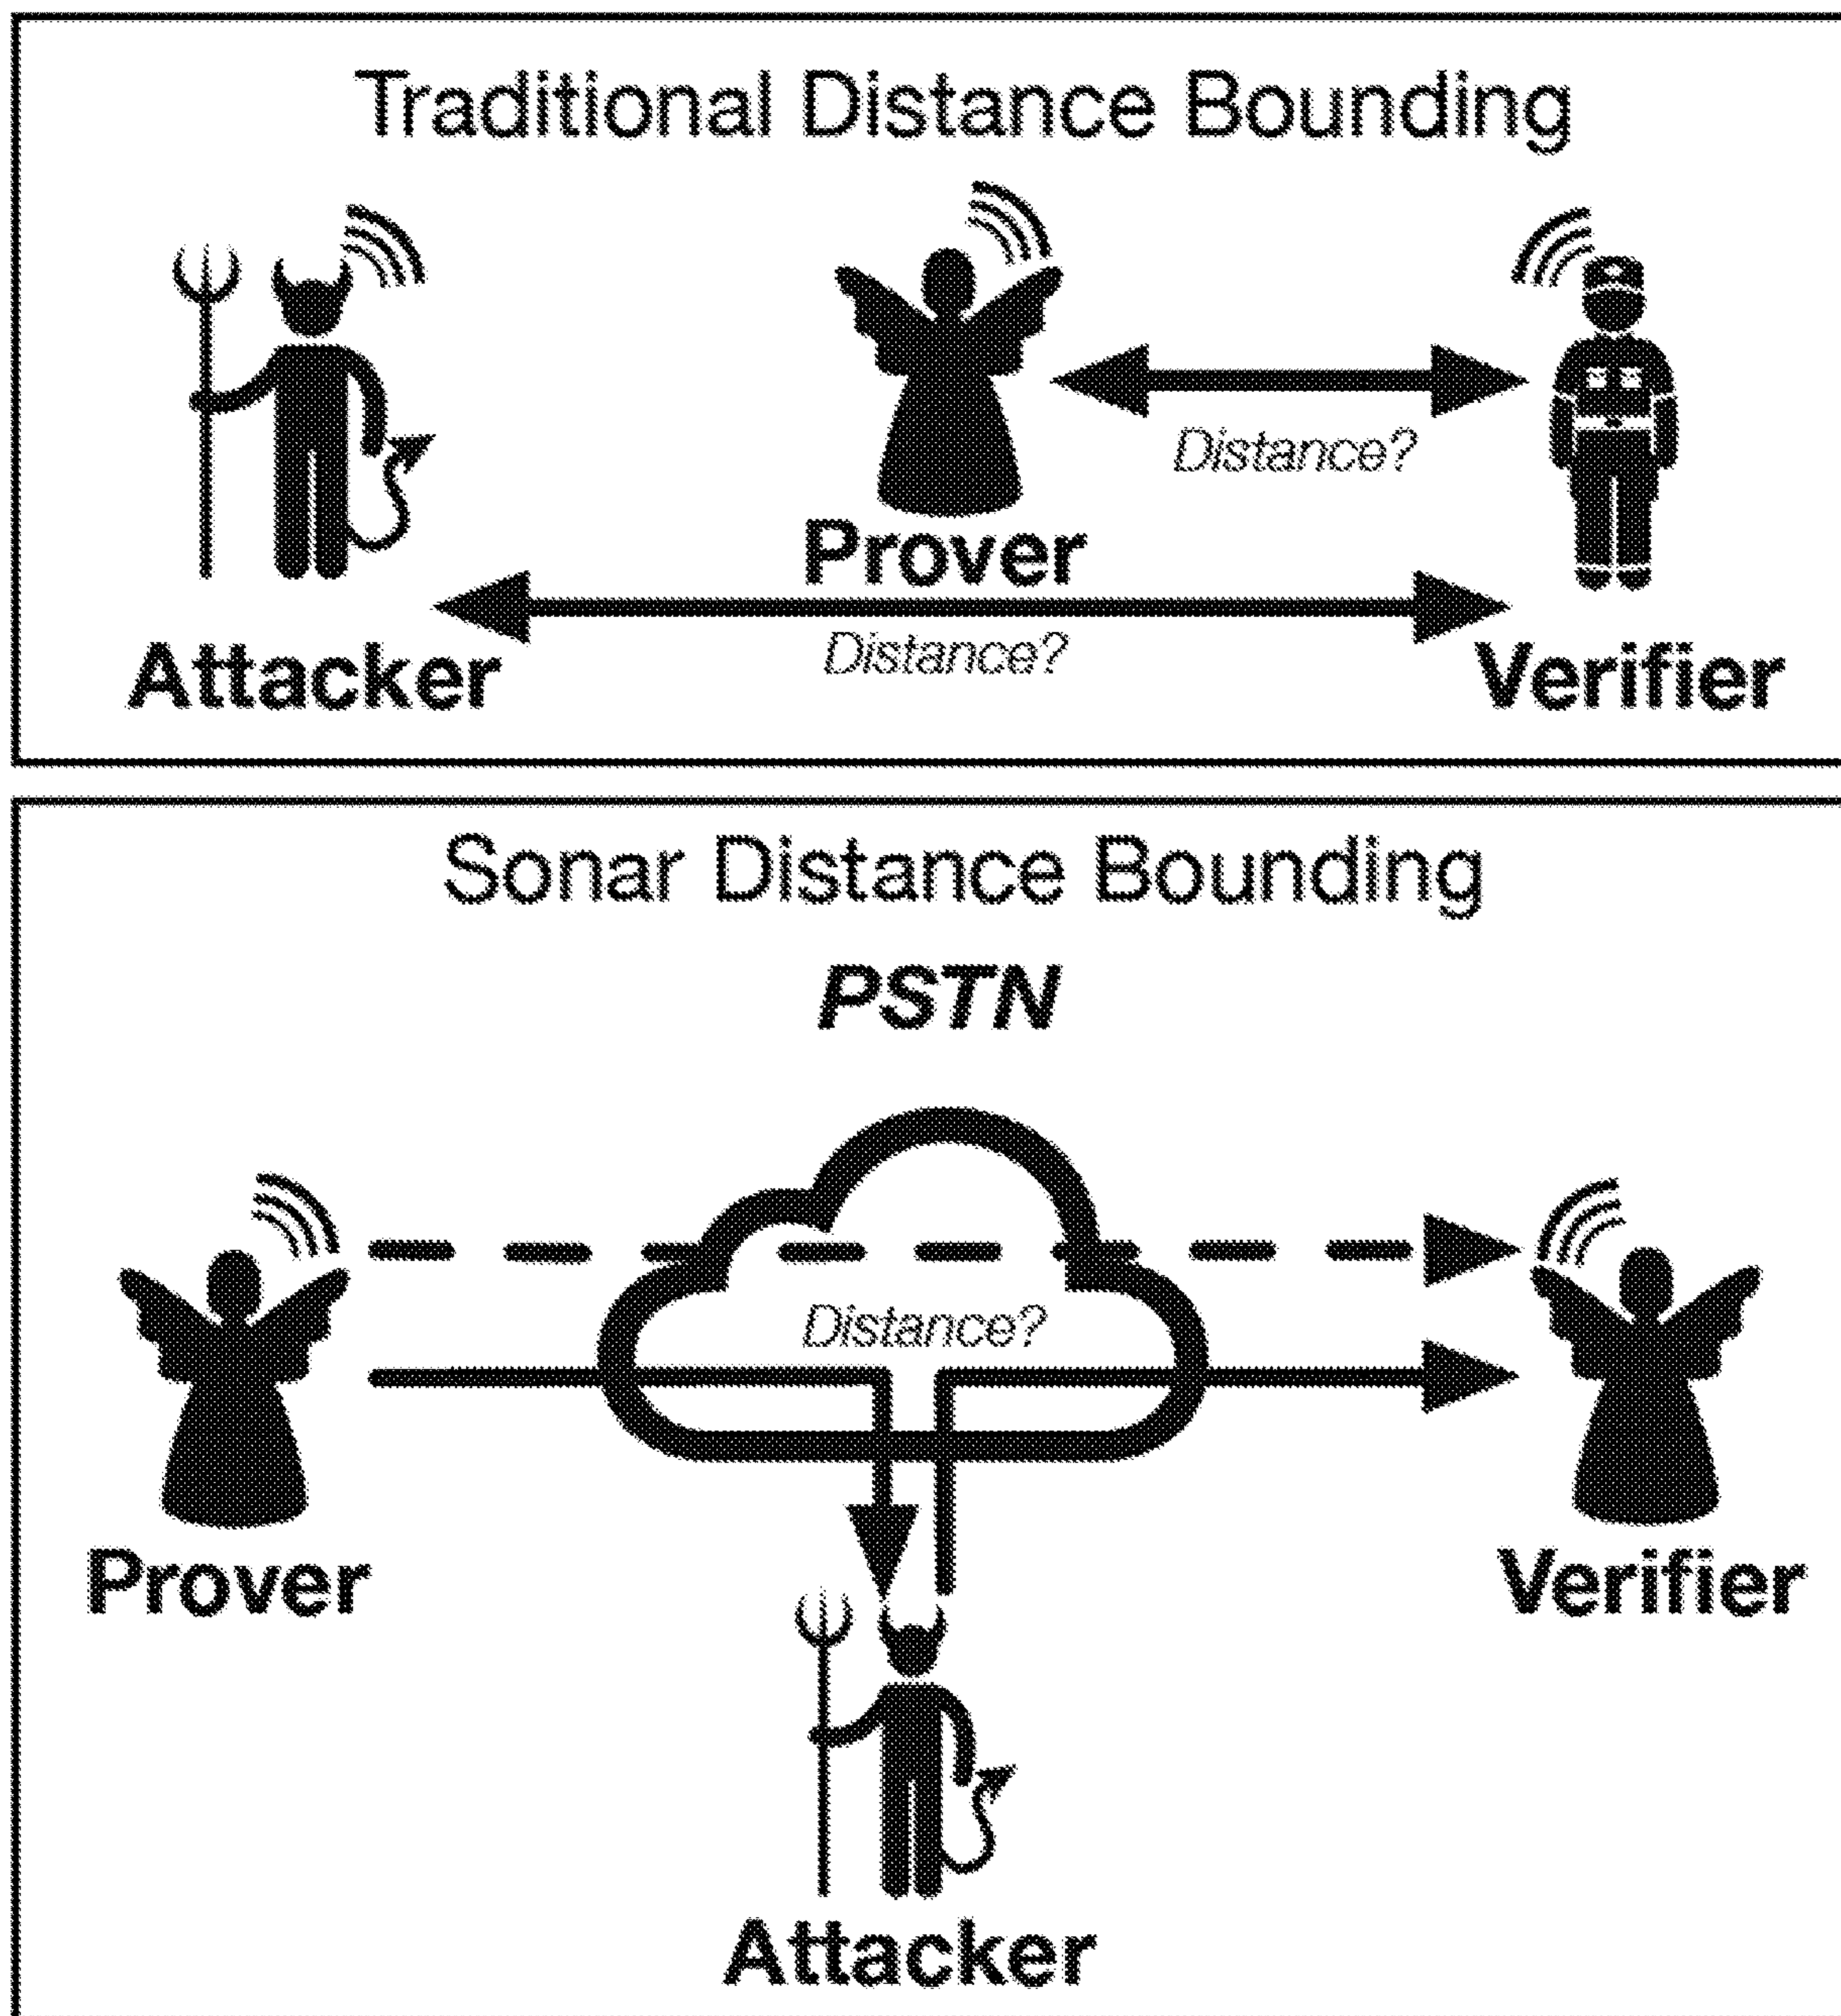 Traditional Distance Bounding
Distance?
Prover
Distance?
Attacker
Verifier
Sonar Distance Bounding
PSTN
Distance?
Prover
Verifier
Attacker